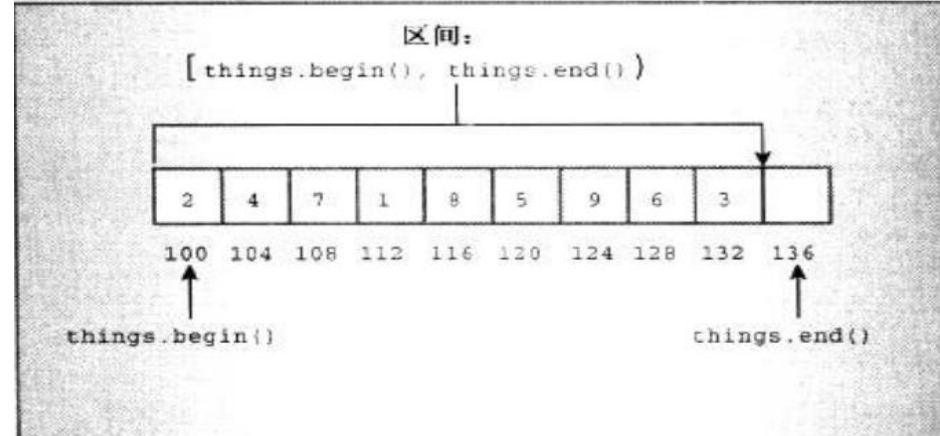 区间：
[things.begin(), things.end())
2 4 7 1 8 5 9 6 3
100 104 108 112 116 120 124 128 132 136
things.begin() things.end()